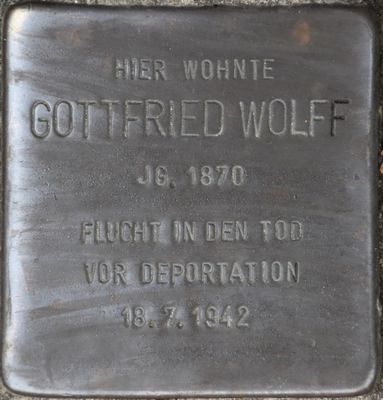 HIER WOHNTE
GOTTFRIED WOLFF
JG. 1870
FLUCHT IN DEN TOD
VOR DEPORTATION
18.7.1942